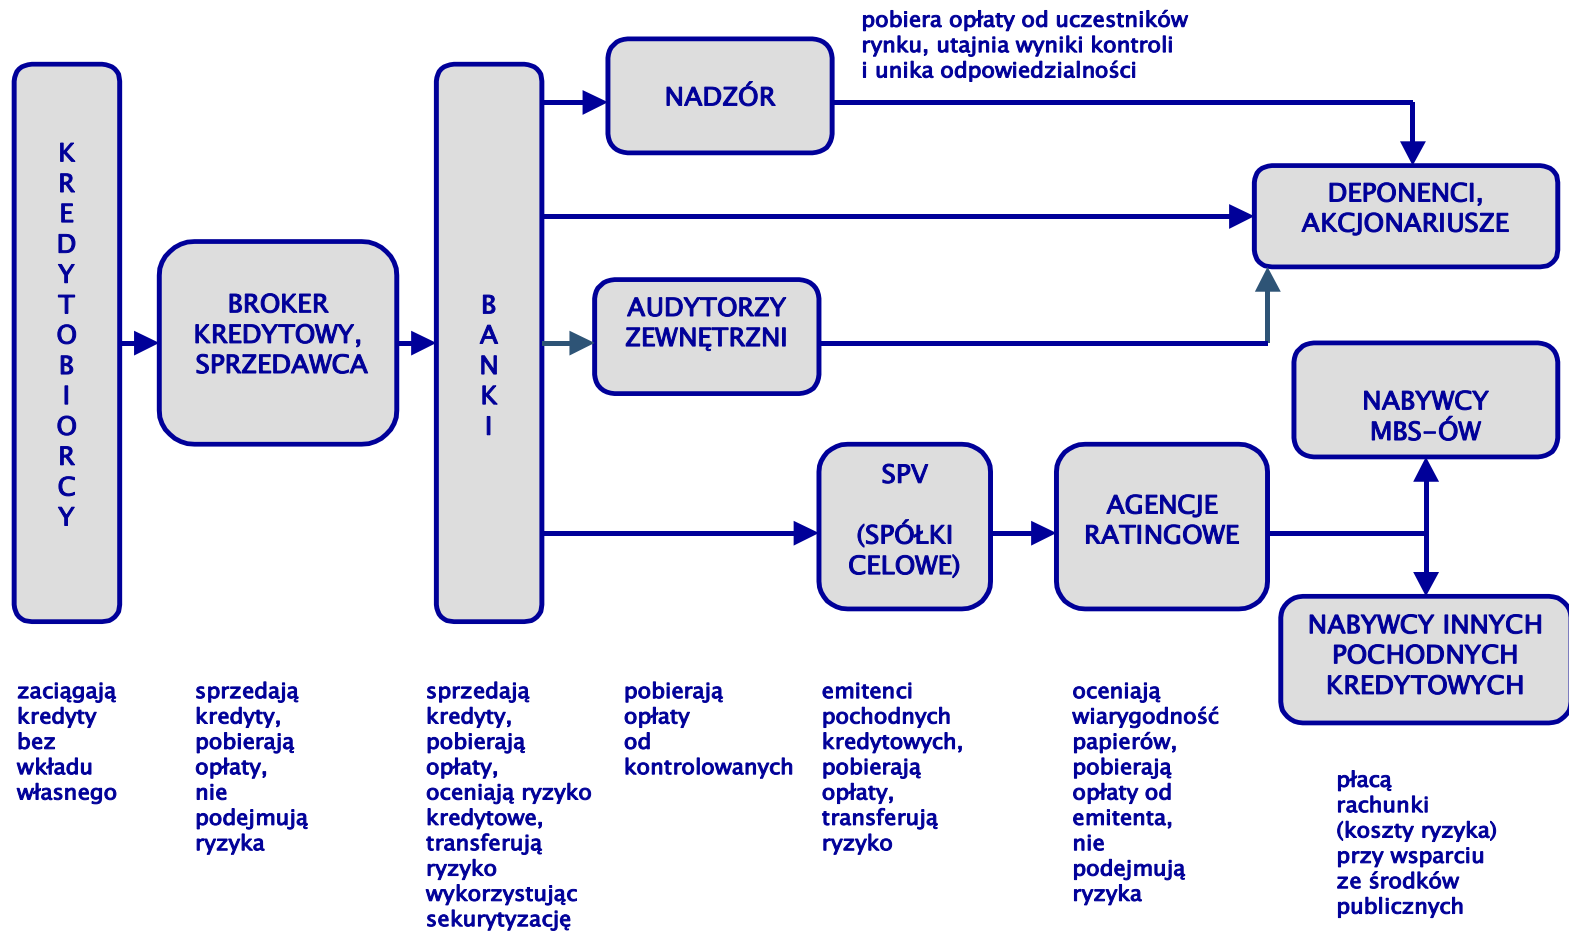 pobiera opłaty od uczestników
rynku, utajnia wyniki kontroli
i unika odpowiedzialności
NADZÓR
K
R
E
D
Y
T
O
B
I
O
R
C
Y
BROKER
KREDYTOWY,
SPRZEDAWCA
B
A
N
K
I
DEPONENCI,
AKCJONARIUSZE
AUDYTORZY
ZEWNĘTRZNI
NABYWCY
MBS-ÓW
SPV
(SPÓŁKI
CELOWE)
AGENCJE
RATINGOWE
NABYWCY INNYCH
POCHODNYCH
KREDYTOWYCH
zaciągają
kredyty
bez
wkładu
własnego
sprzedają
kredyty,
pobierają
opłaty,
nie
podejmują
ryzyka
sprzedają
kredyty,
pobierają
opłaty,
oceniają ryzyko
kredytowe,
transferują
ryzyko
wykorzystując
sekurytyzację
pobierają
opłaty
od
kontrolowanych
emitenci
pochodnych
kredytowych,
pobierają
opłaty,
transferują
ryzyko
oceniają
wiarygodność
papierów,
pobierają
opłaty od
emitenta,
nie
podejmują
ryzyka
płacą
rachunki
(koszty ryzyka)
przy wsparciu
ze środków
publicznych